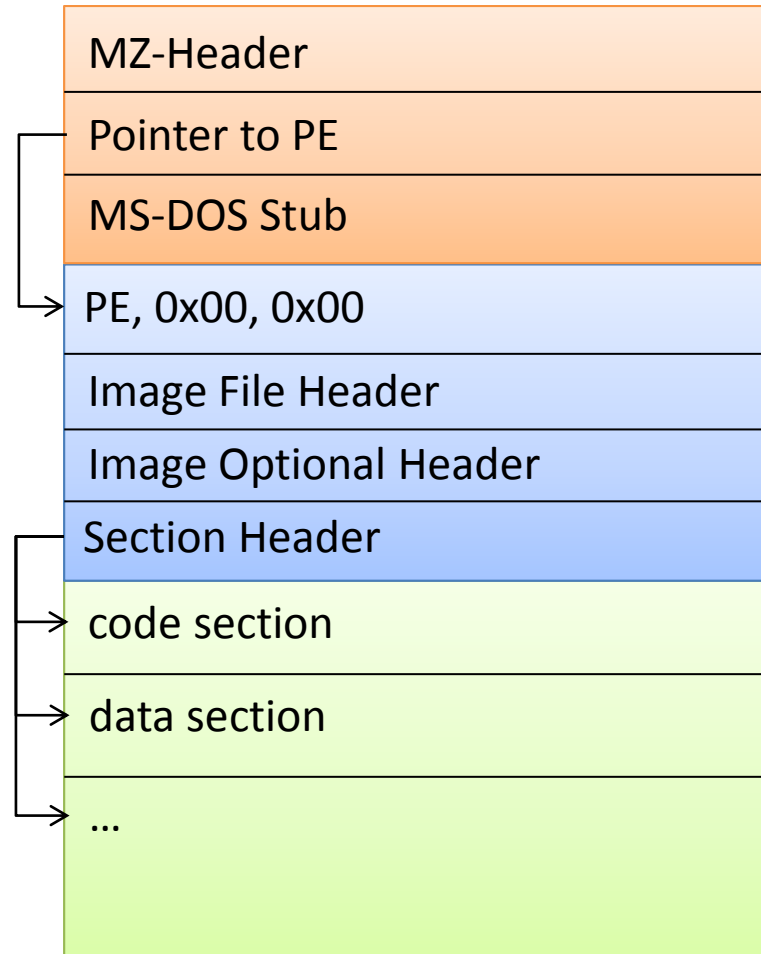 MZ-Header
Pointer to PE
MS-DOS Stub
PE, 0x00, 0x00
Image File Header
Image Optional Header
Section Header
code section
data section
…